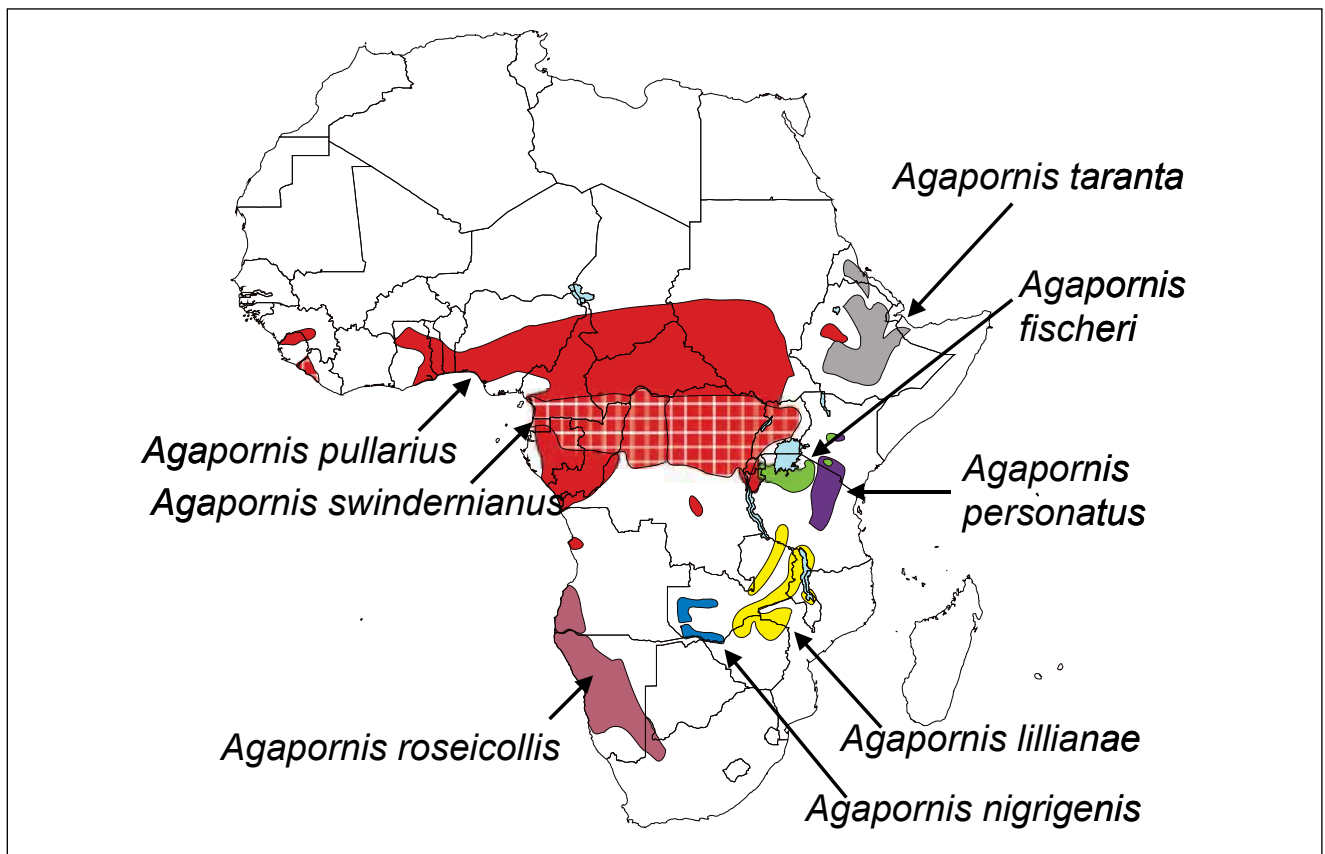 Agapornis taranta
Agapornis
fischeri
Agapornis pullarius
Agapornis swindernianus
Agapornis
personatus
Agapornis roseicollis
Agapornis lillianae
Agapornis nigrigenis